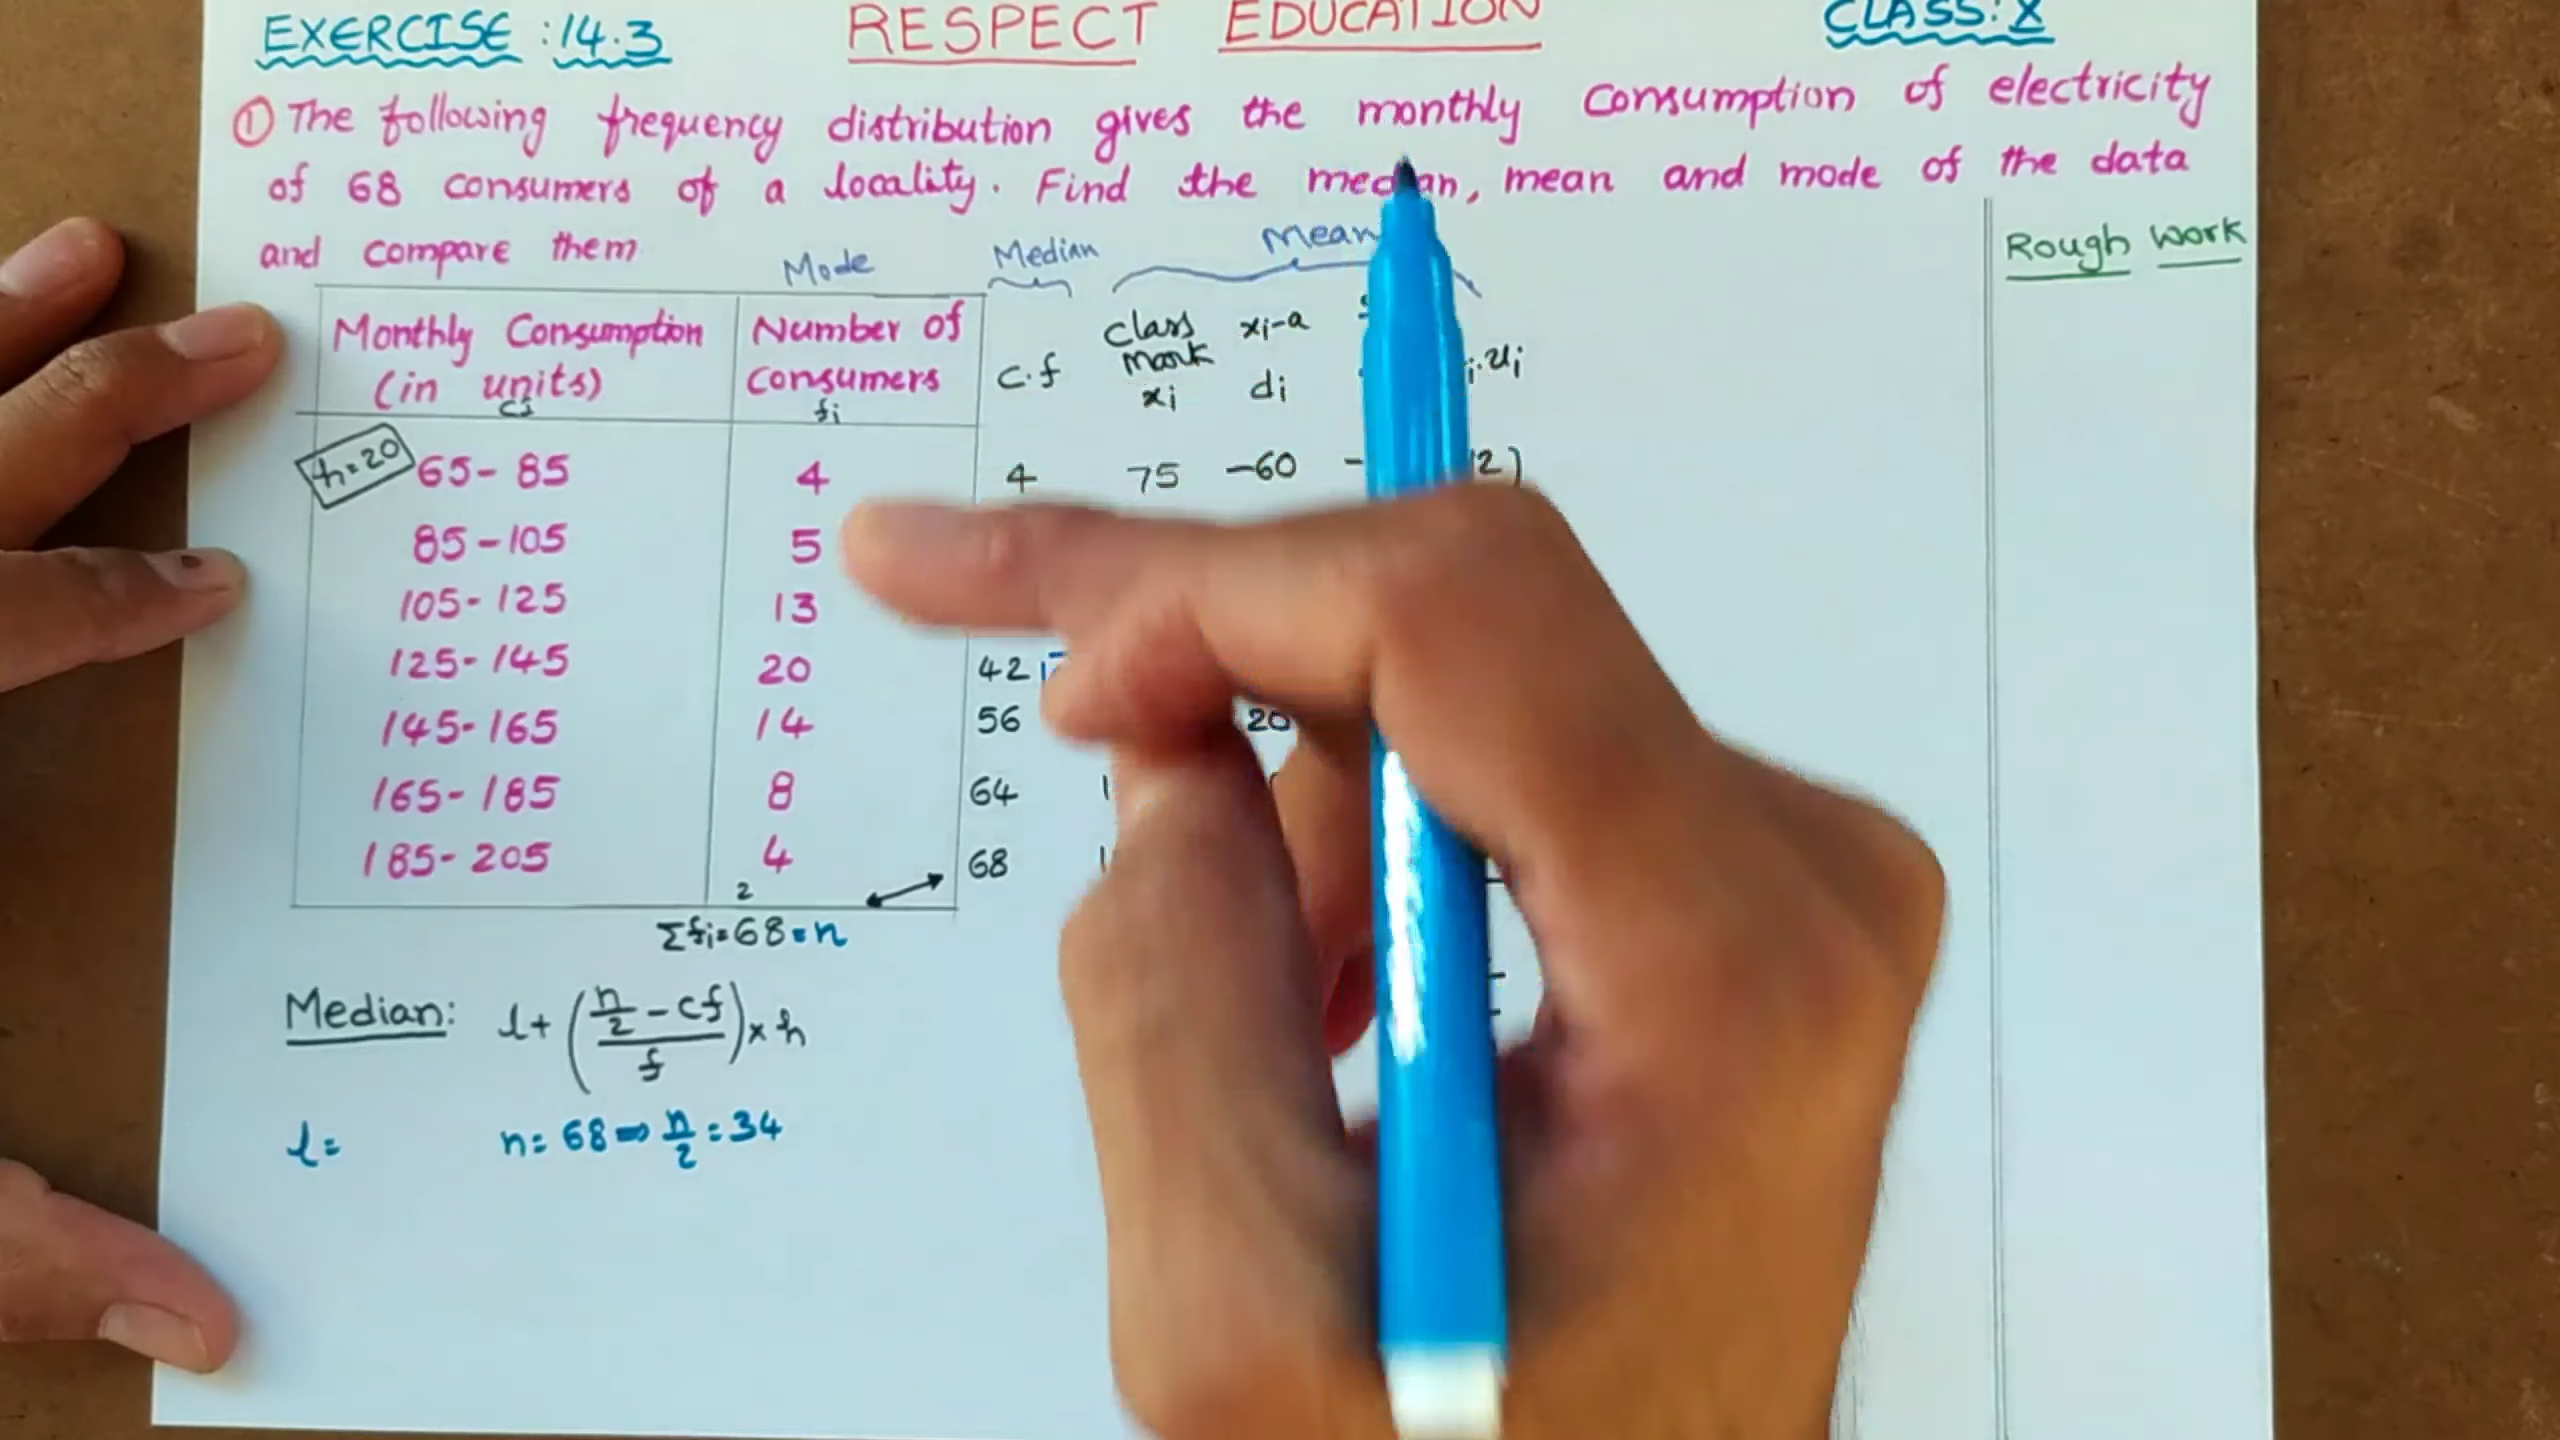 EXERCISE : 14.3 RESPECT EDUCATION CLASS: X
① The following frequency distribution gives the monthly consumption of electricity
of 68 consumers of a locality. Find the median, mean and mode of the data
and compare them
Mode Median Mean
Rough Work
Monthly Consumption (in units) Number of consumers fi
c.f class mark xi xi-a di
h=20
65-85 4 4 75 -60
85-105 5
105-125 13
125-145 20 42
145-165 14 56 20
165-185 8 64
185-205 4 68
2
Σfi=68=n
Median: l+(n/2-cf/f)×h
l= n=68⇒n/2=34